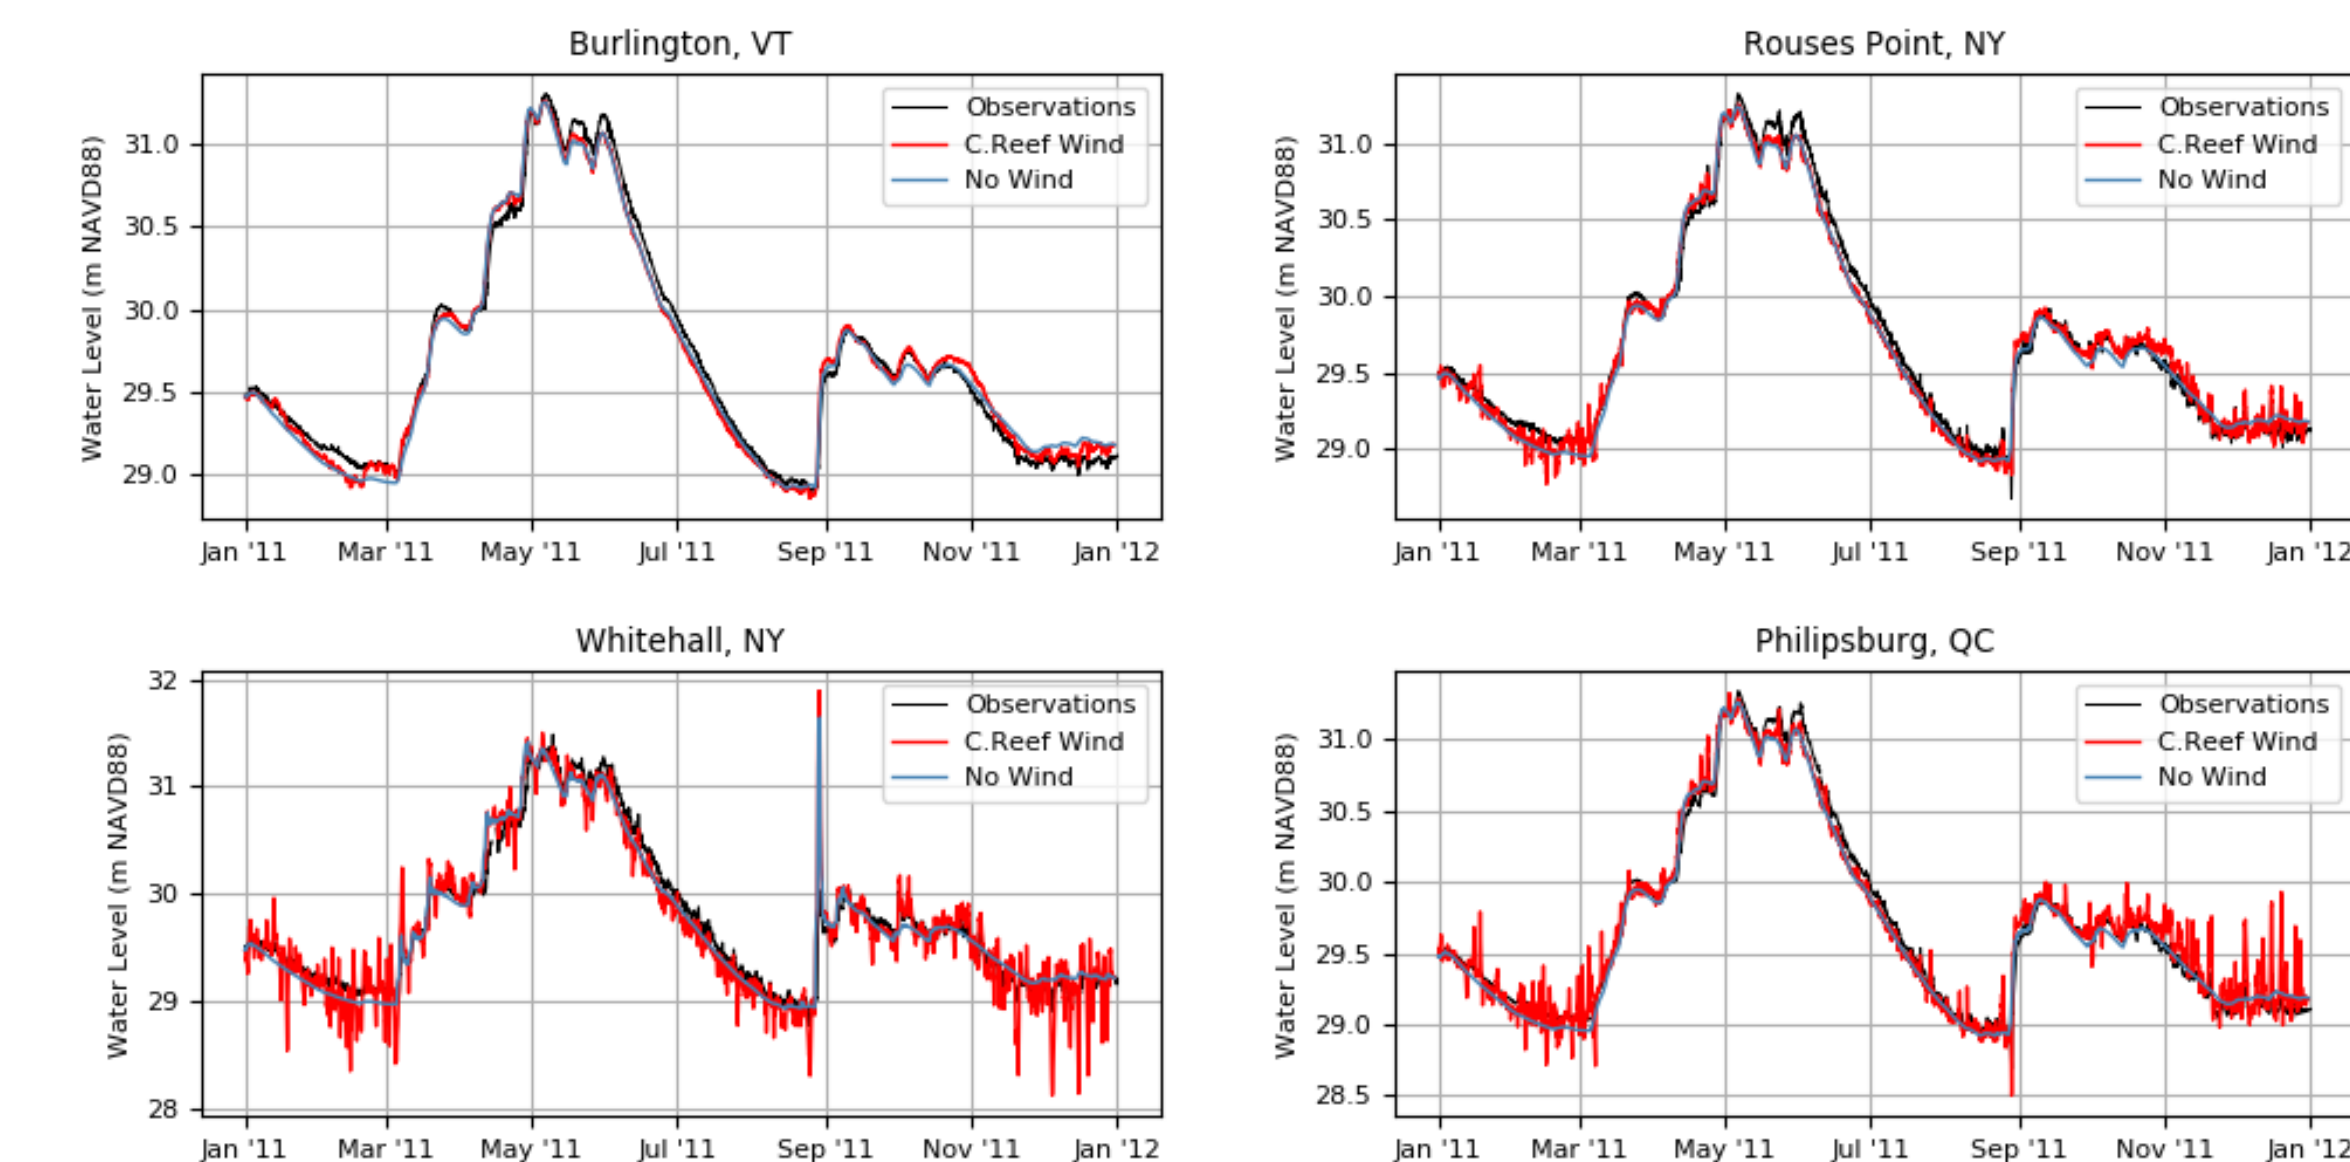 Burlington, VT
Water Level (m NAVD88)
31.0
30.5
30.0
29.5
29.0
Observations
C.Reef Wind
No Wind
Jan '11 Mar '11 May '11 Jul '11 Sep '11 Nov '11 Jan '12
Rouses Point, NY
Water Level (m NAVD88)
31.0
30.5
30.0
29.5
29.0
Observations
C.Reef Wind
No Wind
Jan '11 Mar '11 May '11 Jul '11 Sep '11 Nov '11 Jan '12
Whitehall, NY
Water Level (m NAVD88)
32
31
30
29
28
Observations
C.Reef Wind
No Wind
Jan '11 Mar '11 May '11 Jul '11 Sep '11 Nov '11 Jan '12
Philipsburg, QC
Water Level (m NAVD88)
31.0
30.5
30.0
29.5
29.0
28.5
Observations
C.Reef Wind
No Wind
Jan '11 Mar '11 May '11 Jul '11 Sep '11 Nov '11 Jan '12